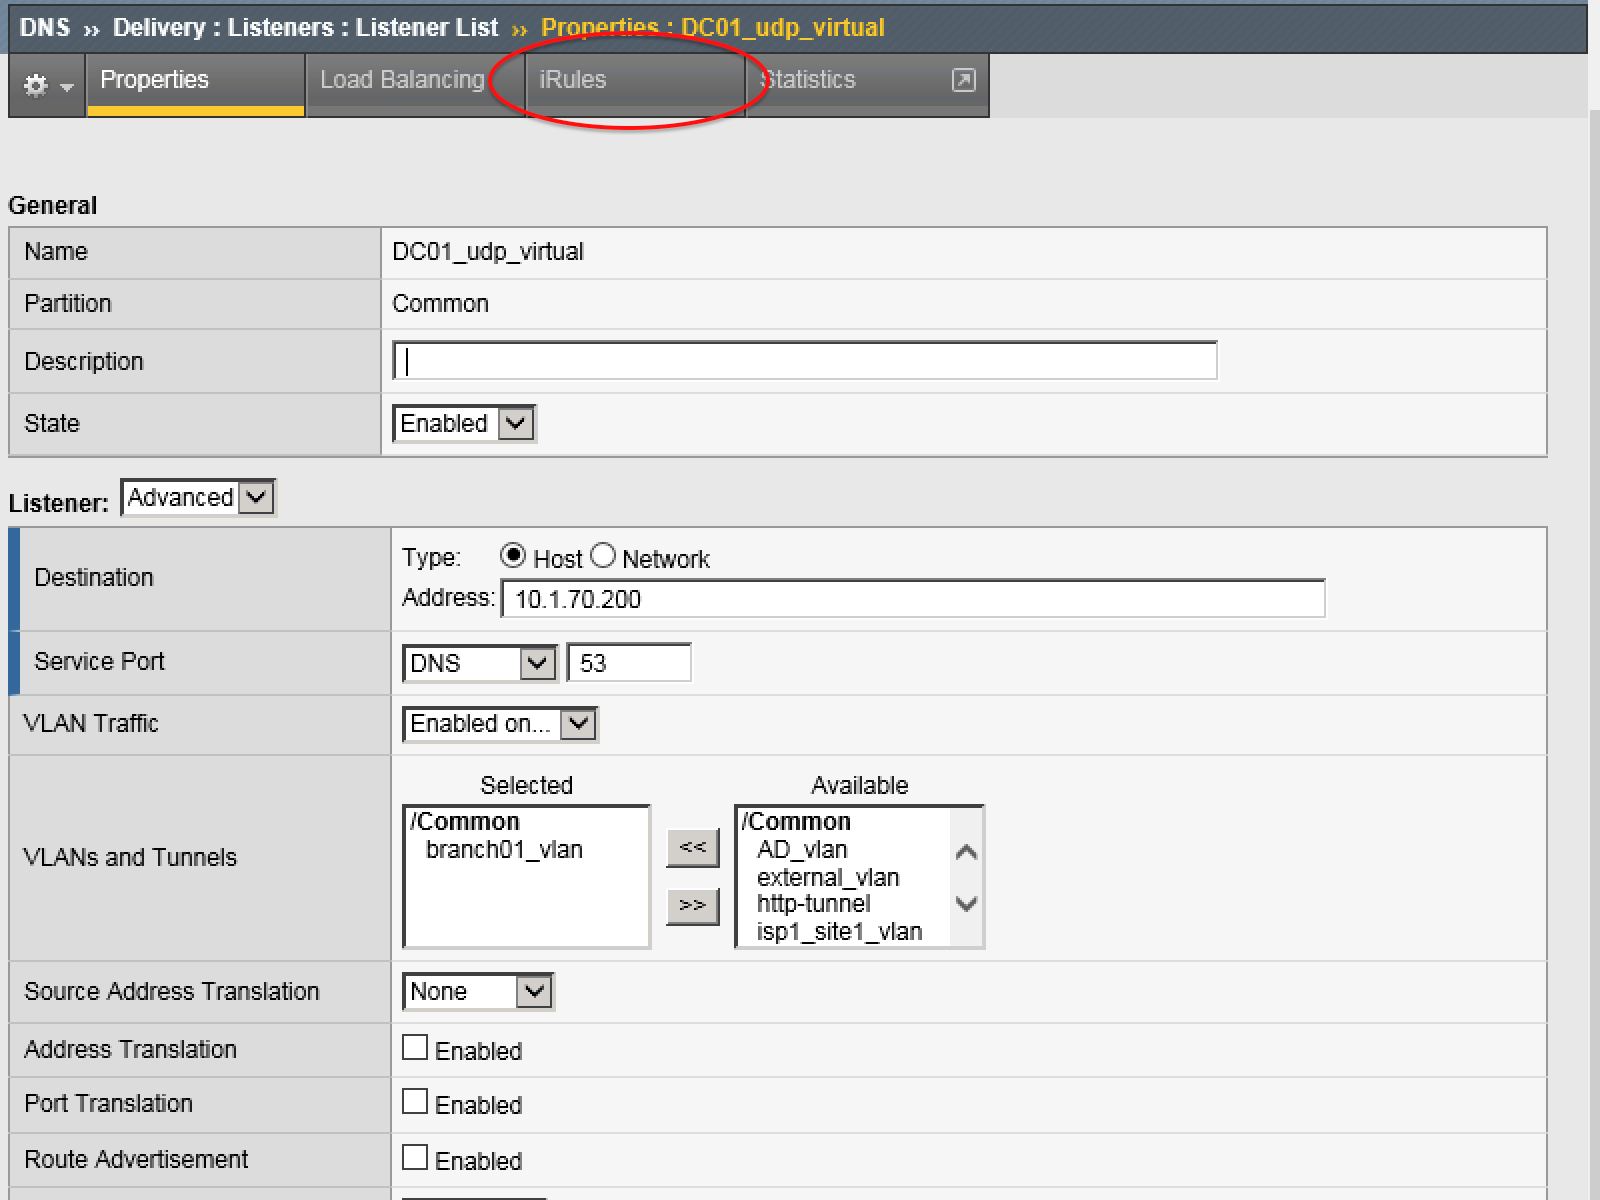 DNS » Delivery : Listeners : Listener List » Properties : DC01_udp_virtual
Properties Load Balancing iRules Statistics
General
Name DC01_udp_virtual
Partition Common
Description
State Enabled
Listener: Advanced
Destination Type: Host Network
Address: 10.1.70.200
Service Port DNS 53
VLAN Traffic Enabled on...
VLANs and Tunnels
Selected Available
/Common /Common
branch01_vlan AD_vlan
<< external_vlan
>> http-tunnel
isp1_site1_vlan
Source Address Translation None
Address Translation Enabled
Port Translation Enabled
Route Advertisement Enabled